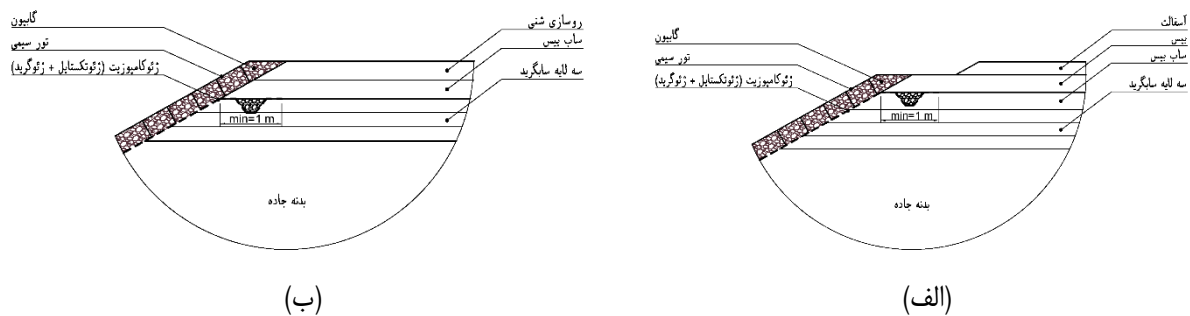 آسفالت
بیس
ساب بیس
سه لایه سابگرید
گابیون
تور سیمی
ژئوکامپوزیت (ژئوتکستایل + ژئوگرید)
min=1 m
بدنه جاده
(الف)
روسازی شنی
ساب بیس
سه لایه سابگرید
گابیون
تور سیمی
ژئوکامپوزیت (ژئوتکستایل + ژئوگرید)
min=1 m
بدنه جاده
(ب)